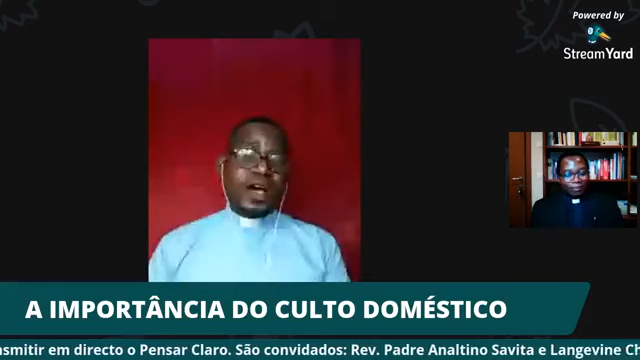 Powered by
StreamYard
A IMPORTÂNCIA DO CULTO DOMÉSTICO
smitir em directo o Pensar Claro. São convidados: Rev. Padre Analtino Savita e Langevine Ch